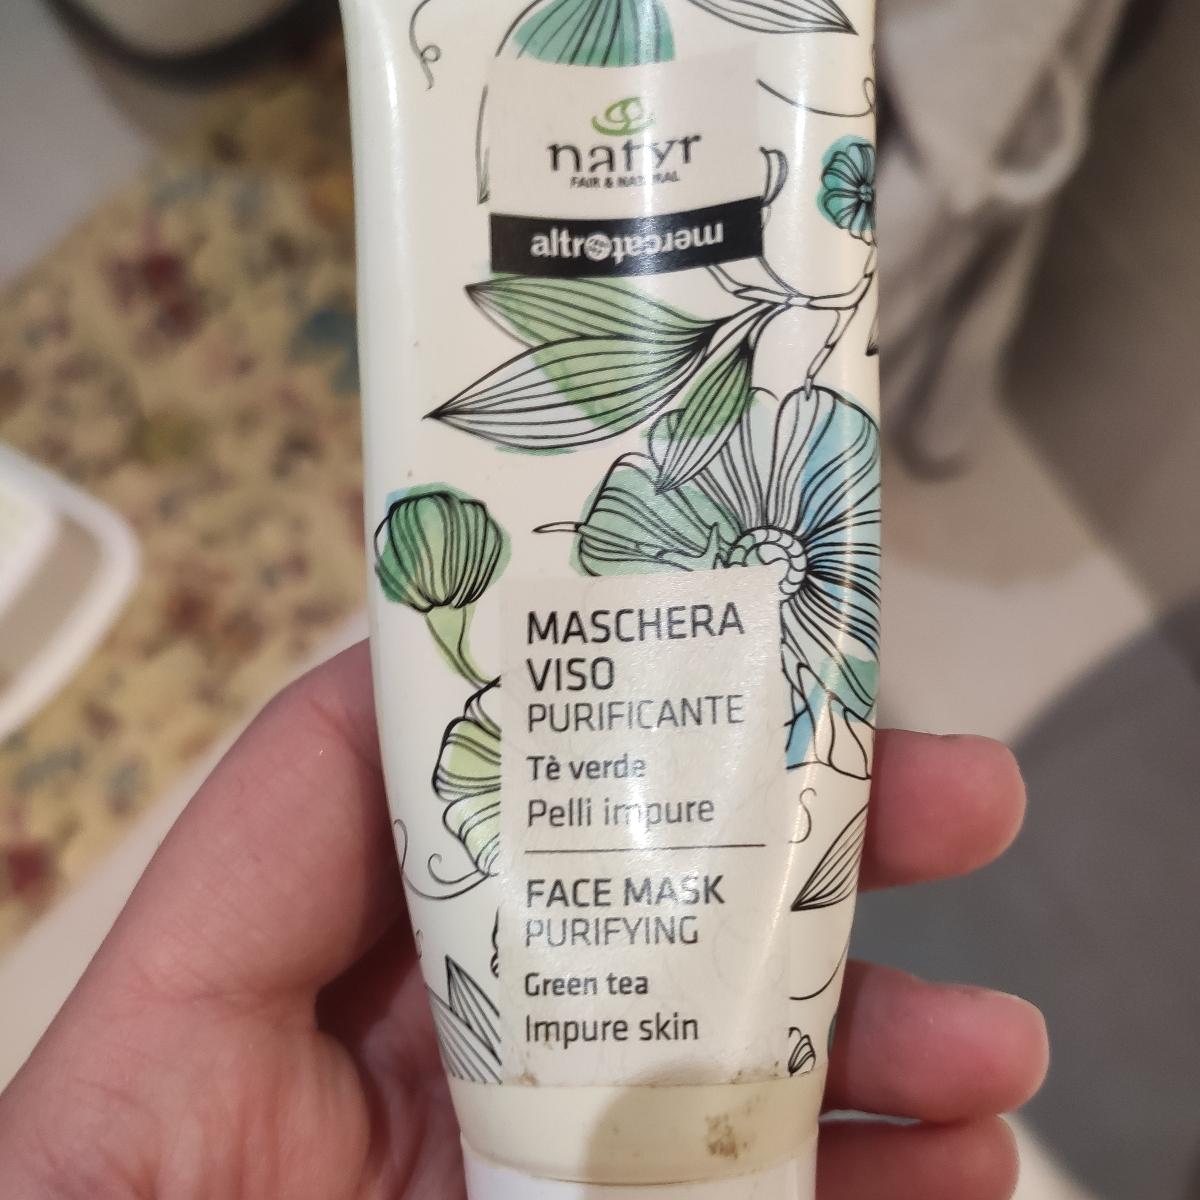 natyr
FAIR & NATURAL
altromercato
MASCHERA
VISO
PURIFICANTE
Tè verde
Pelli impure
FACE MASK
PURIFYING
Green tea
Impure skin